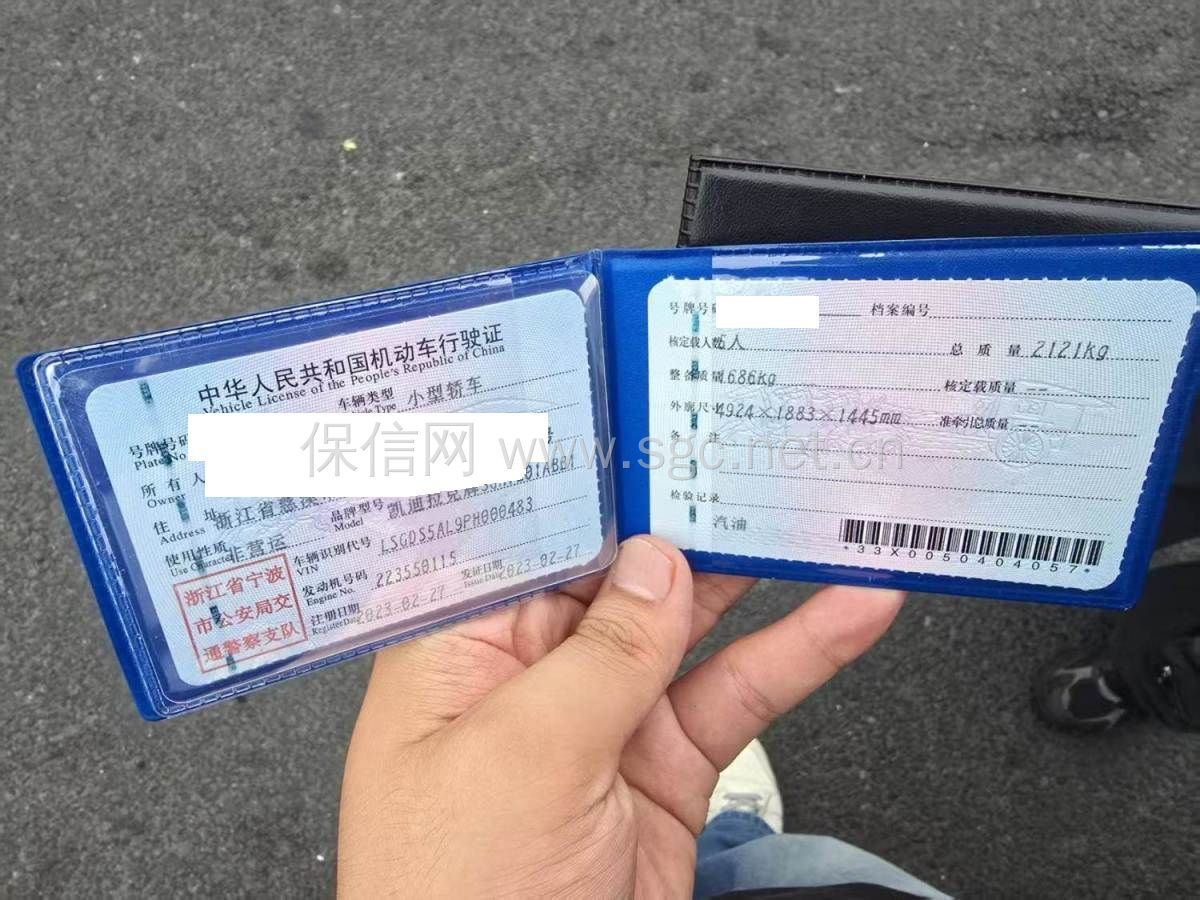 中华人民共和国机动车行驶证
Vehicle License of the People's Republic of China
号牌号码
Plate No
车辆类型 小型轿车
所有人
Owner
住 址 浙江省慈
Address
使用性质 非营运
Use Character
品牌型号 凯迪拉克牌
Model
车辆识别代号 LSGDS5AL9PH000483
VIN
发动机号码 223550115
Engine No.
注册日期 2023-02-27
Register Date
发证日期 2023-02-27
Issue Date
浙江省宁波
市公安局交
通警察支队
号牌号码
档案编号
核定载人数 5人
总 质 量 2121kg
整备质量 1686kg
核定载质量 --
外廓尺寸 4924×1883×1445mm
准牵引总质量 --
备 注
检验记录
汽油
*33X0050404057*
保信网 www.sgc.net.cn